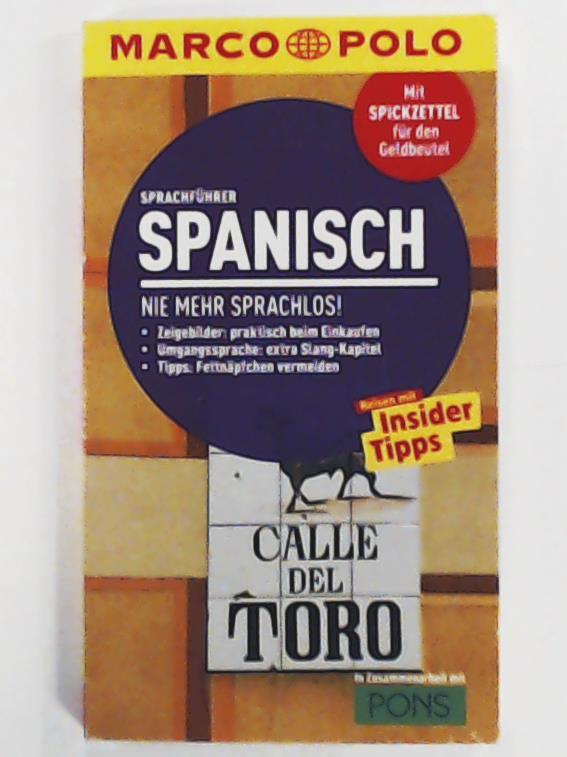 MARCO POLO
Mit
SPICKZETTEL
für den
Geldbeutel
SPRACHFÜHRER
SPANISCH
NIE MEHR SPRACHLOS!
• Zeigebilder: praktisch beim Einkaufen
• Umgangssprache: extra Slang-Kapitel
• Tipps: Fettnäpfchen vermeiden
Reisen mit
Insider
Tipps
CALLE
DEL
TORO
In Zusammenarbeit mit
PONS